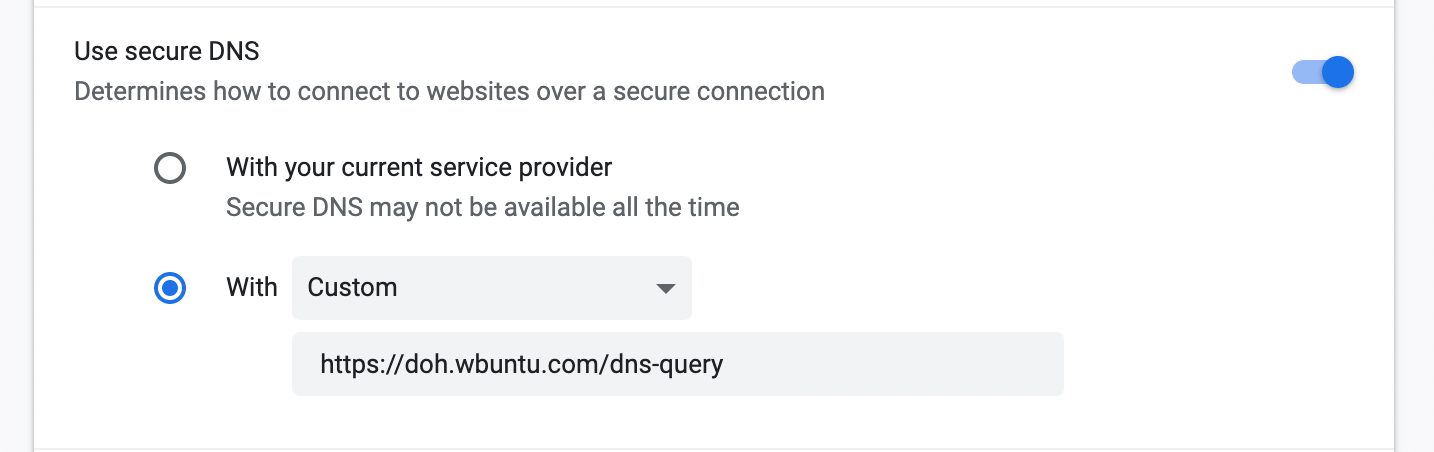 Use secure DNS
Determines how to connect to websites over a secure connection
With your current service provider
Secure DNS may not be available all the time
With Custom
https://doh.wbuntu.com/dns-query